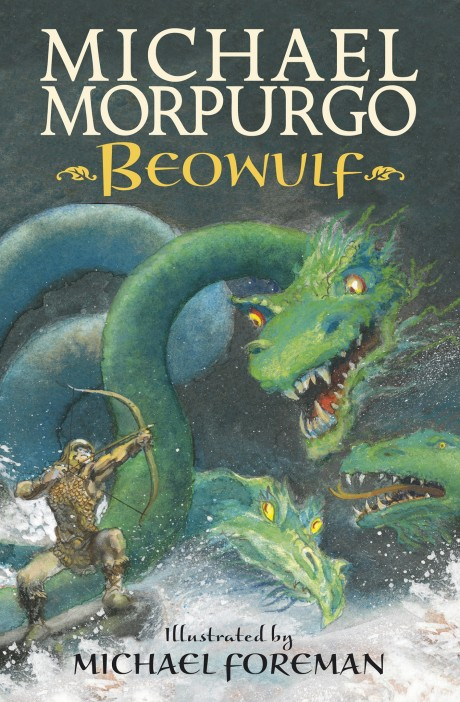 MICHAEL
MORPURGO
BEOWULF
Illustrated by
MICHAEL FOREMAN